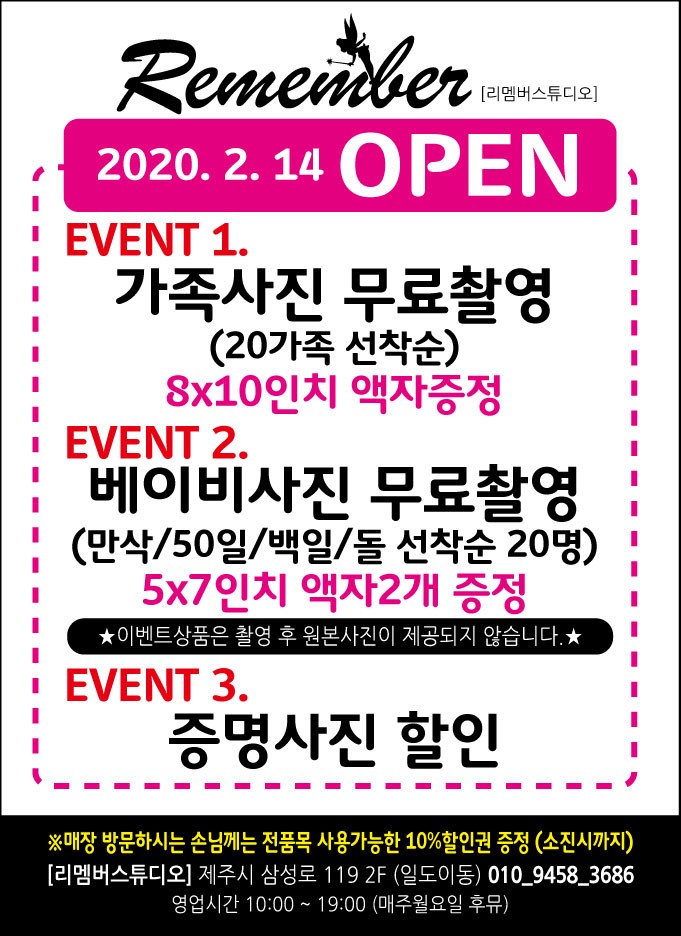 Remember [리멤버스튜디오]
2020. 2. 14 OPEN
EVENT 1.
가족사진 무료촬영
(20가족 선착순)
8x10인치 액자증정
EVENT 2.
베이비사진 무료촬영
(만삭/50일/백일/돌 선착순 20명)
5x7인치 액자2개 증정
★이벤트상품은 촬영 후 원본사진이 제공되지 않습니다.★
EVENT 3.
증명사진 할인
※매장 방문하시는 손님께는 전품목 사용가능한 10%할인권 증정 (소진시까지)
[리멤버스튜디오] 제주시 삼성로 119 2F (일도이동) 010_9458_3686
영업시간 10:00 ~ 19:00 (매주월요일 후뮤)